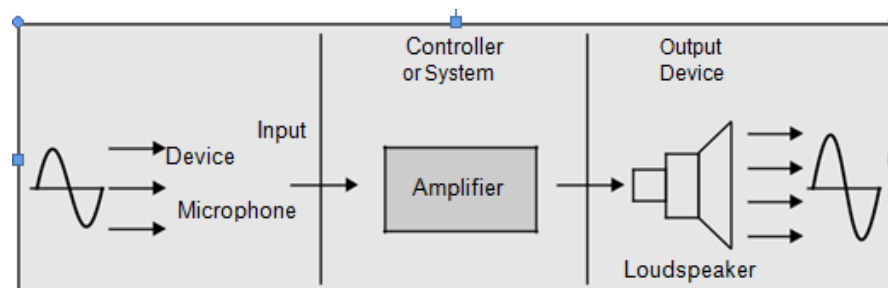 Input
Device
Microphone
Controller
or System
Amplifier
Output
Device
Loudspeaker